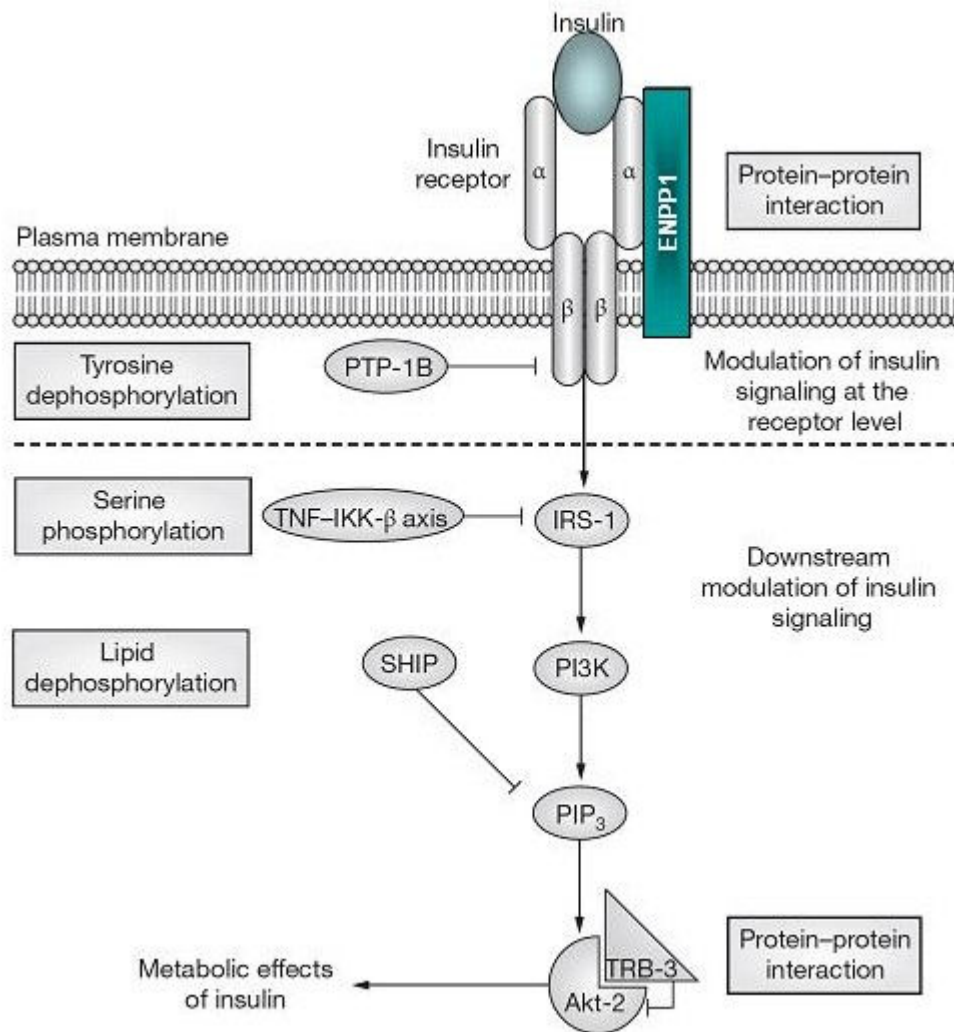 Insulin
Insulin
receptor
α
α
ENPP1
Protein–protein
interaction
Plasma membrane
β
β
Tyrosine
dephosphorylation
PTP-1B
Modulation of insulin
signaling at the
receptor level
Serine
phosphorylation
TNF–IKK-β axis
IRS-1
Downstream
modulation of insulin
signaling
Lipid
dephosphorylation
SHIP
PI3K
PIP₃
Metabolic effects
of insulin
TRB-3
Akt-2
Protein–protein
interaction